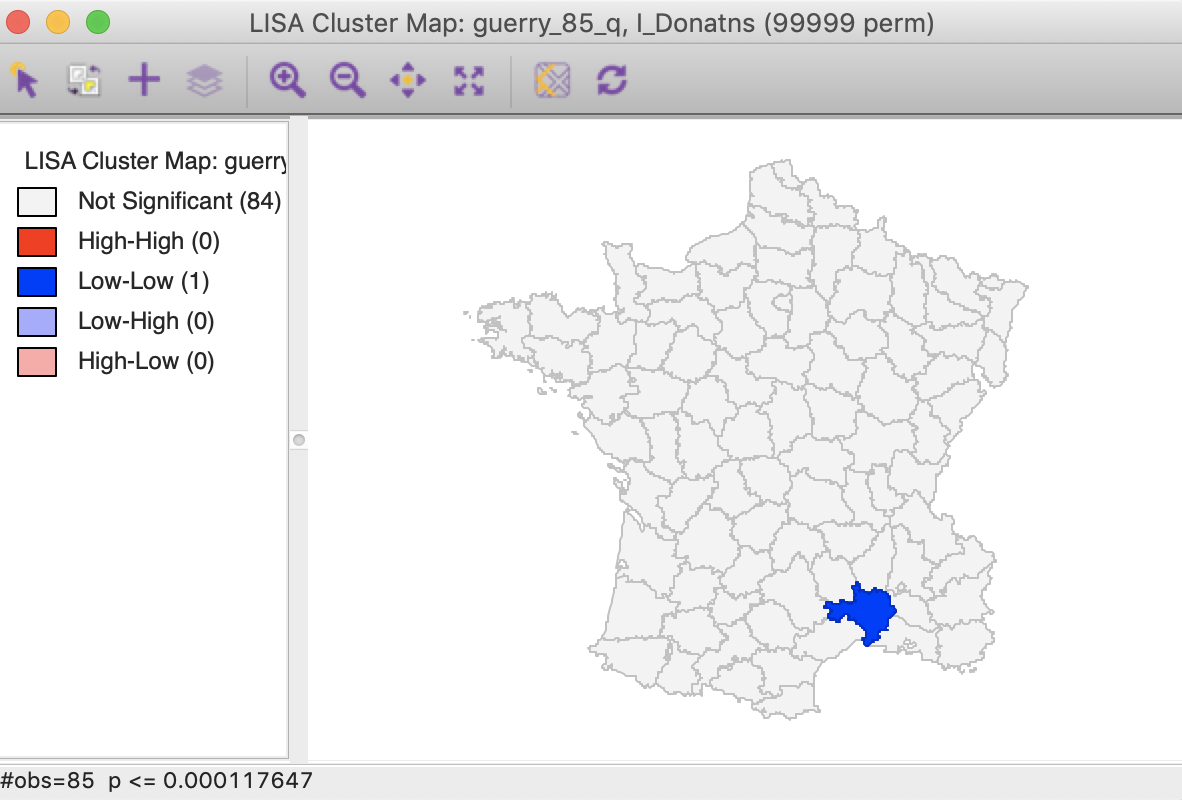 LISA Cluster Map: guerry_85_q, I_Donatns (99999 perm)
LISA Cluster Map: guerry
Not Significant (84)
High-High (0)
Low-Low (1)
Low-High (0)
High-Low (0)
#obs=85 p <= 0.000117647